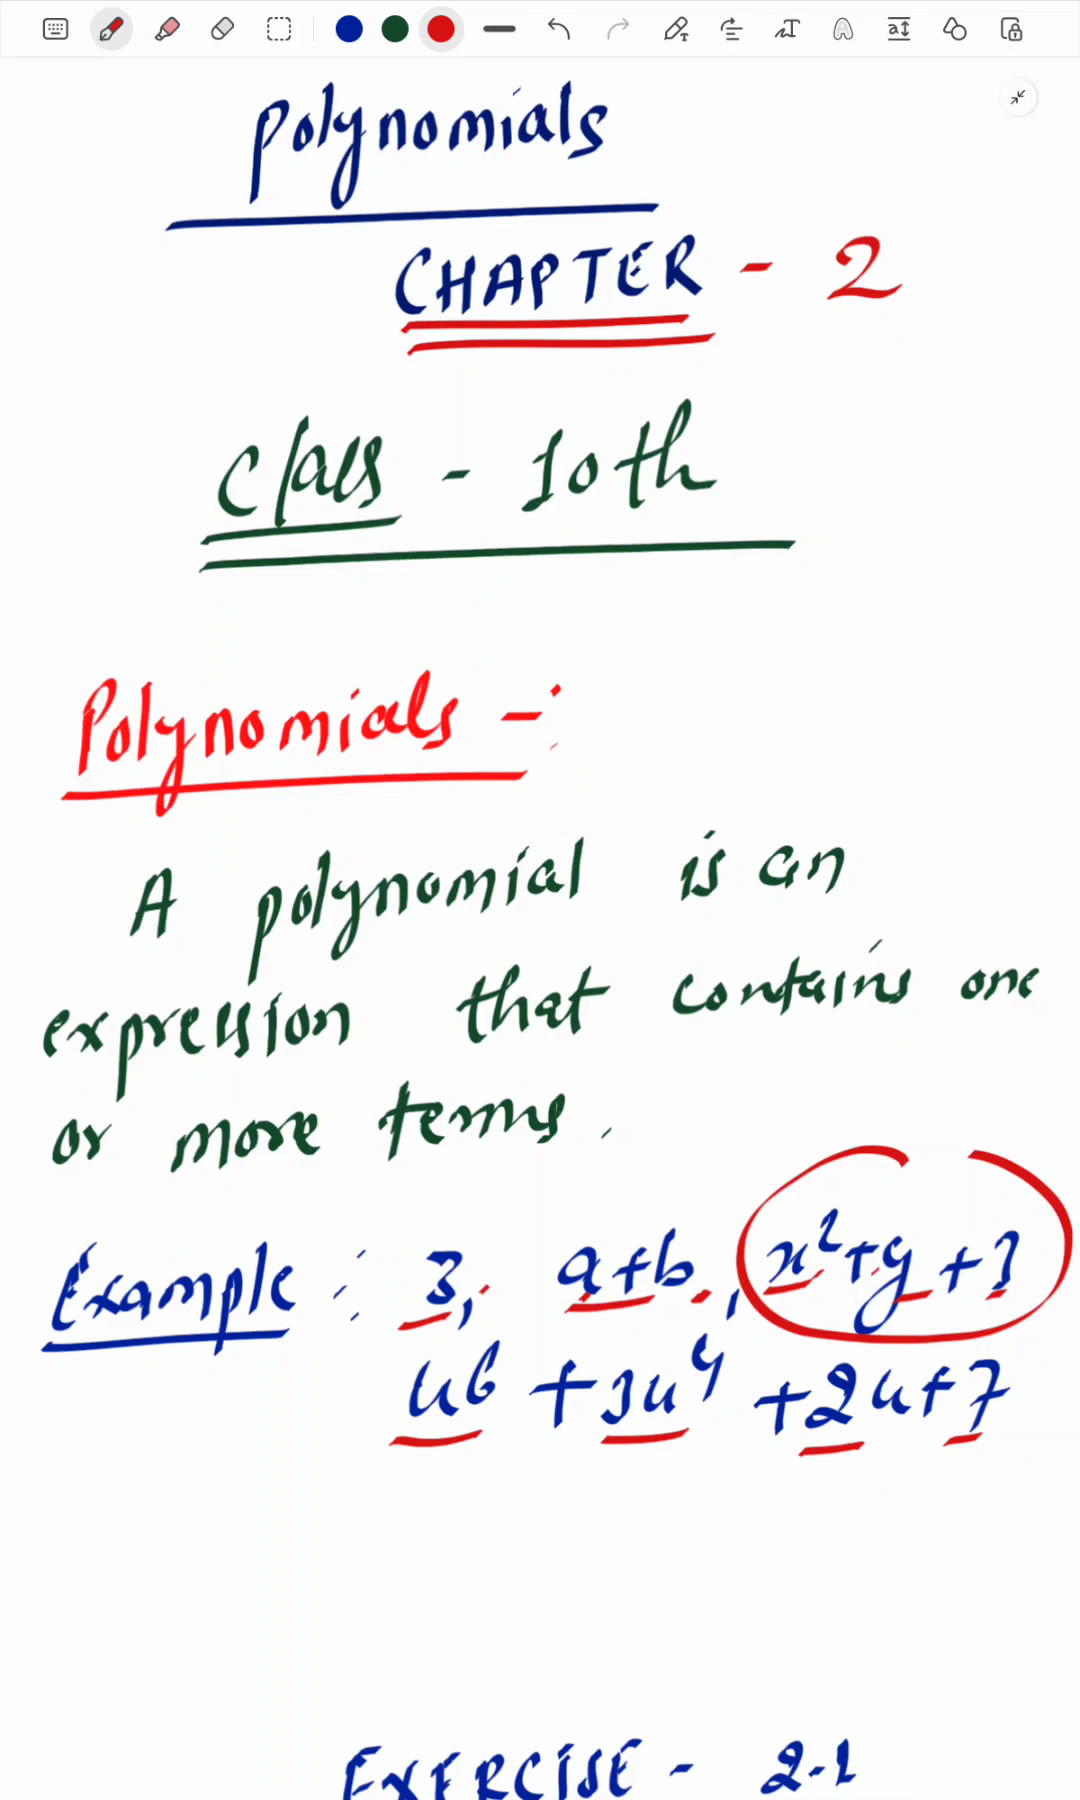 Polynomials
CHAPTER - 2
Class - 10th
Polynomials -:
A polynomial is an
expression that contains one
or more terms.
Example : 3, a+b, x²+y+3
u⁶ + 3u⁴ + 2u+7
EXERCISE - 2.1